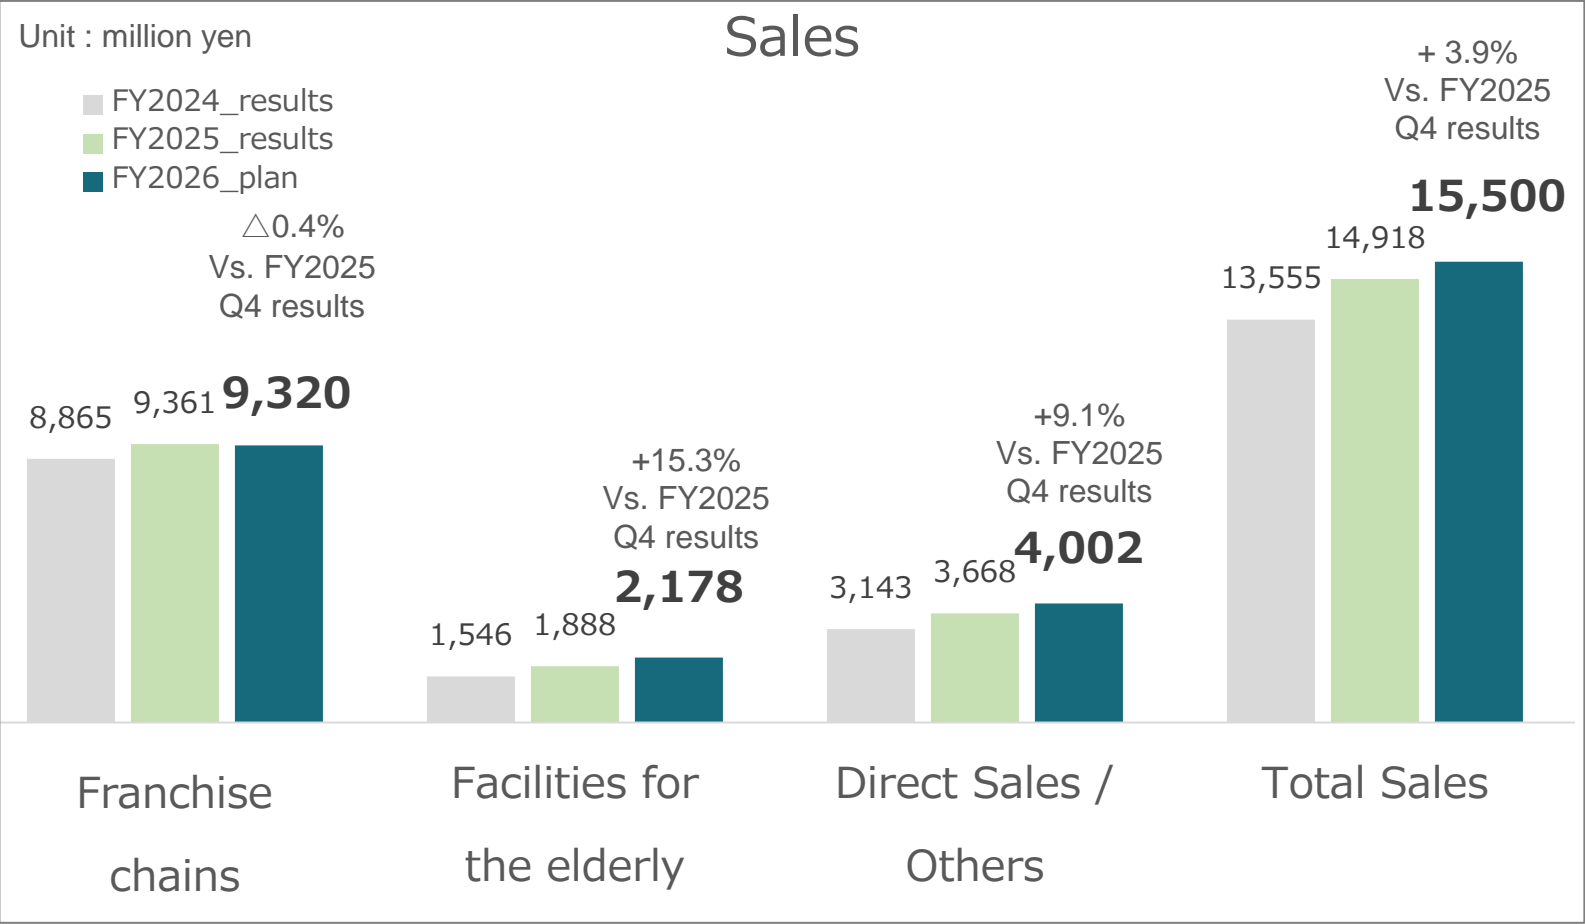 Sales
Unit : million yen
FY2024_results
FY2025_results
FY2026_plan
△0.4%
Vs. FY2025
Q4 results
8,865
9,361
9,320
+15.3%
Vs. FY2025
Q4 results
1,546
1,888
2,178
+9.1%
Vs. FY2025
Q4 results
3,143
3,668
4,002
+ 3.9%
Vs. FY2025
Q4 results
13,555
14,918
15,500
Franchise
chains
Facilities for
the elderly
Direct Sales /
Others
Total Sales